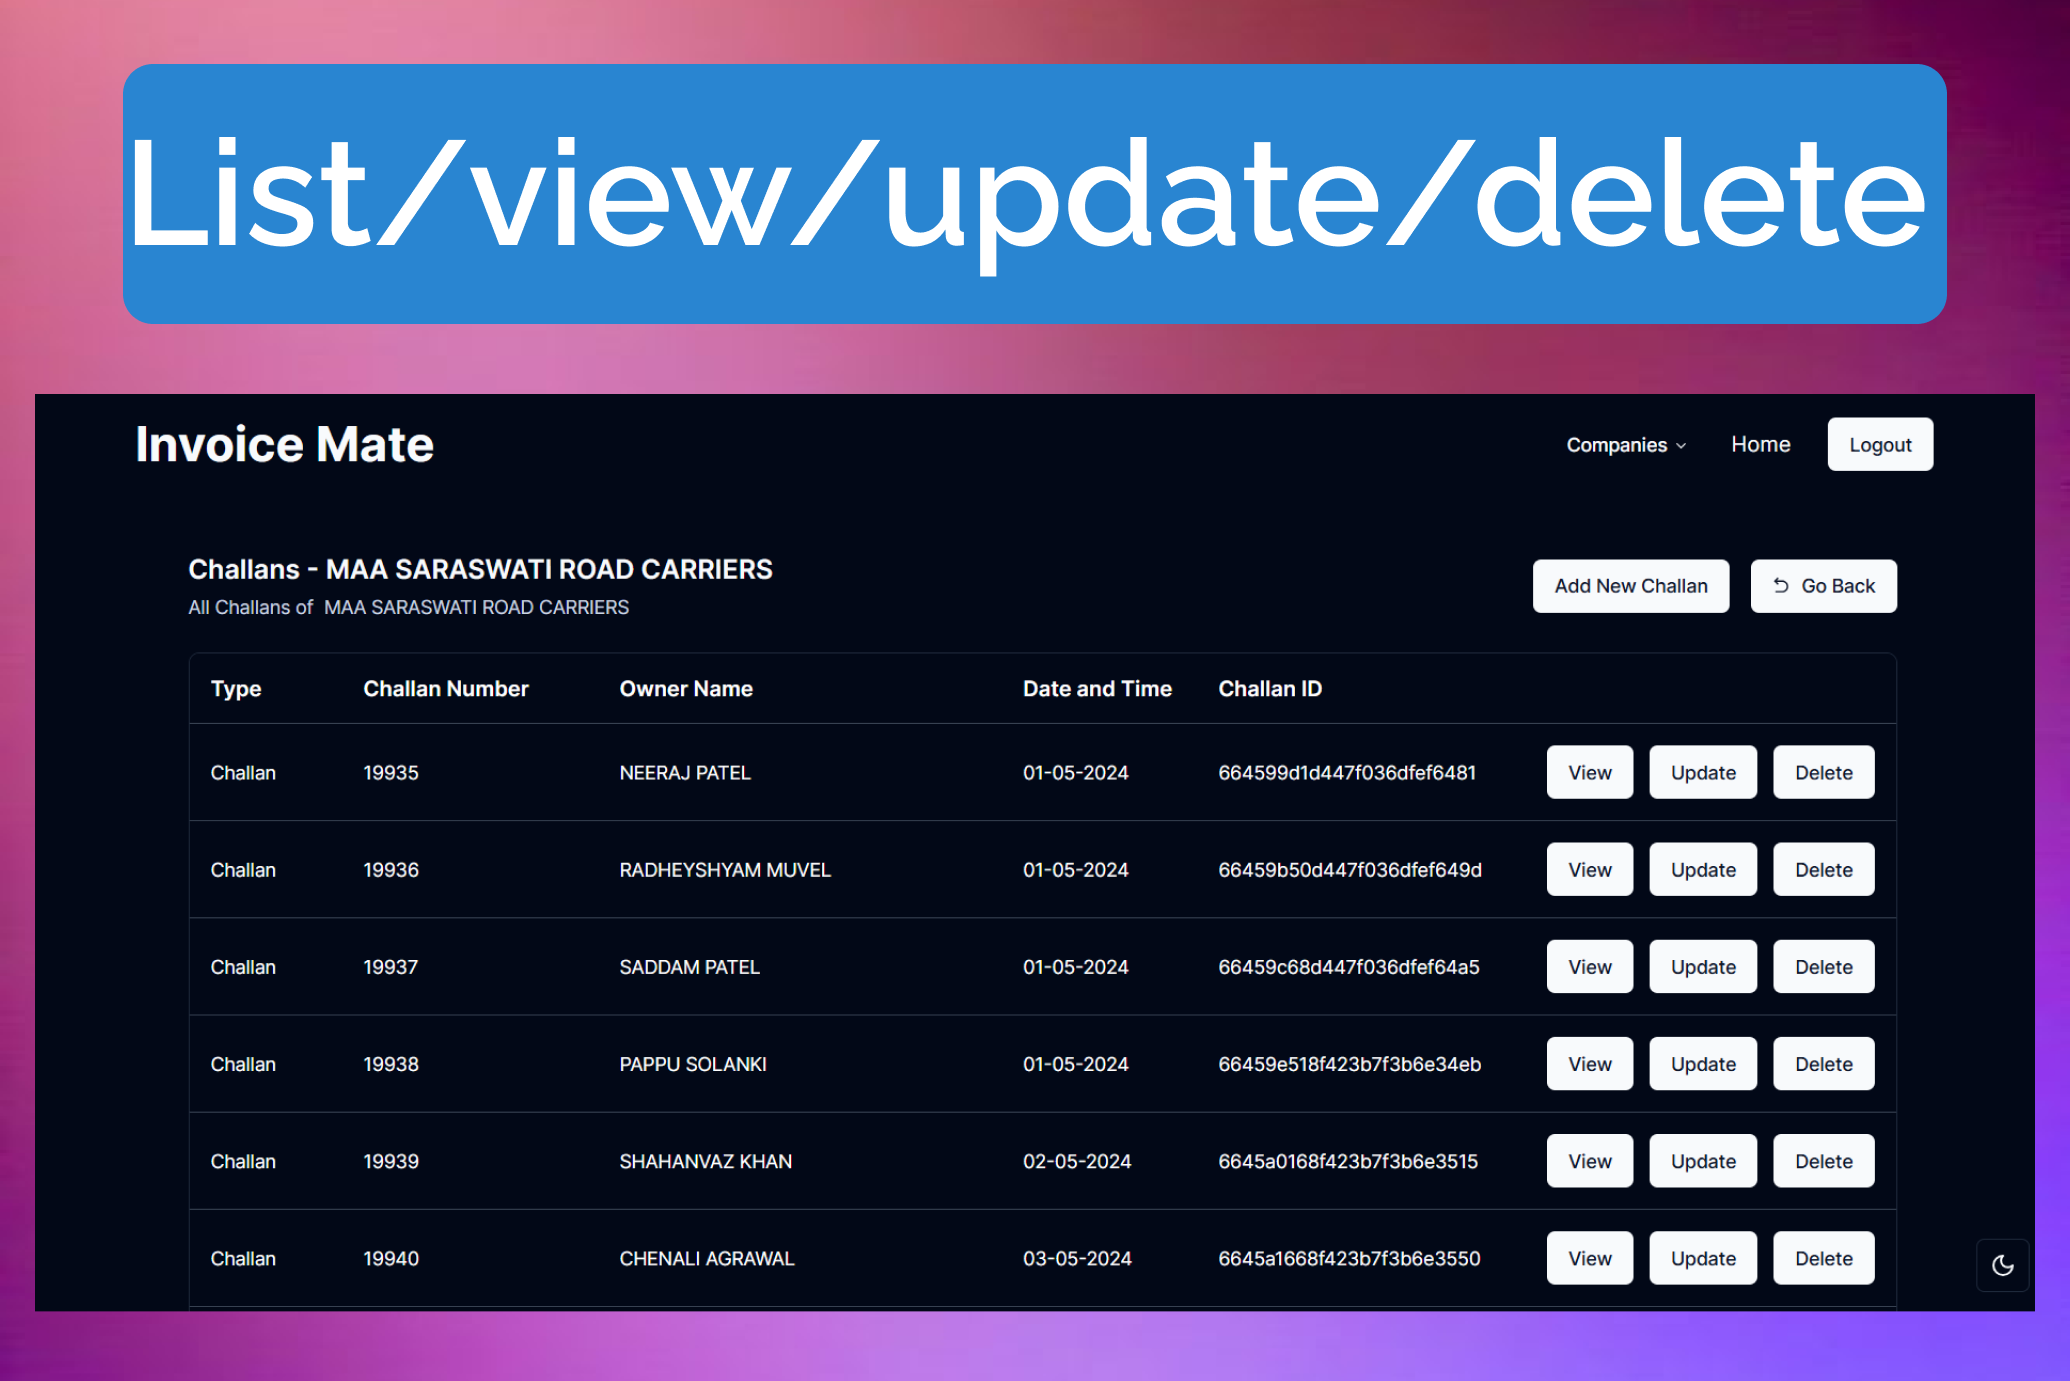 List/view/update/delete
Invoice Mate
Companies Home Logout
Challans - MAA SARASWATI ROAD CARRIERS
All Challans of MAA SARASWATI ROAD CARRIERS
Add New Challan Go Back
Type Challan Number Owner Name Date and Time Challan ID
Challan 19935 NEERAJ PATEL 01-05-2024 664599d1d447f036dfef6481 View Update Delete
Challan 19936 RADHEYSHYAM MUVEL 01-05-2024 66459b50d447f036dfef649d View Update Delete
Challan 19937 SADDAM PATEL 01-05-2024 66459c68d447f036dfef64a5 View Update Delete
Challan 19938 PAPPU SOLANKI 01-05-2024 66459e518f423b7f3b6e34eb View Update Delete
Challan 19939 SHAHANVAZ KHAN 02-05-2024 6645a0168f423b7f3b6e3515 View Update Delete
Challan 19940 CHENALI AGRAWAL 03-05-2024 6645a1668f423b7f3b6e3550 View Update Delete